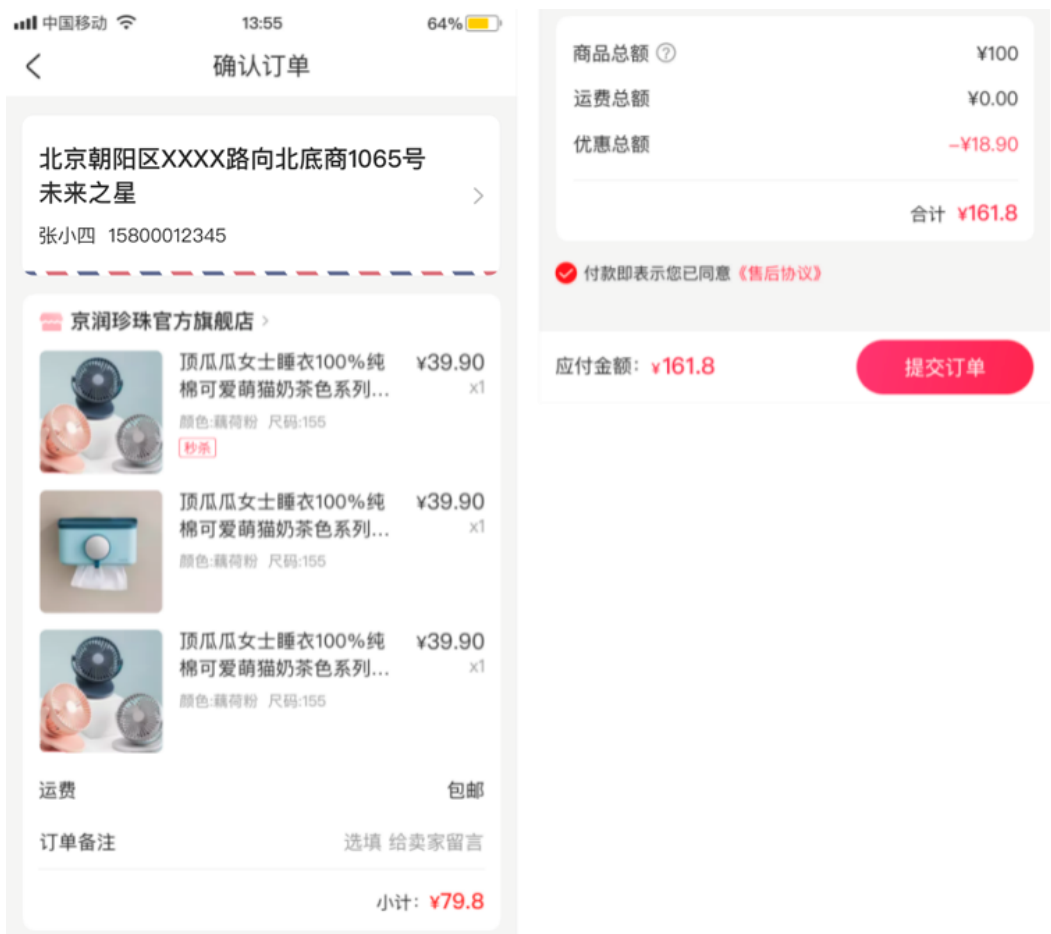 中国移动 13:55 64%
确认订单
北京朝阳区XXXX路向北底商1065号
未来之星
张小四 15800012345
京润珍珠官方旗舰店
顶瓜瓜女士睡衣100%纯 ¥39.90
棉可爱萌猫奶茶色系列... x1
颜色:藕荷粉 尺码:155
秒杀
顶瓜瓜女士睡衣100%纯 ¥39.90
棉可爱萌猫奶茶色系列... x1
颜色:藕荷粉 尺码:155
顶瓜瓜女士睡衣100%纯 ¥39.90
棉可爱萌猫奶茶色系列... x1
颜色:藕荷粉 尺码:155
运费 包邮
订单备注 选填 给卖家留言
小计: ¥79.8
商品总额 ? ¥100
运费总额 ¥0.00
优惠总额 -¥18.90
合计 ¥161.8
付款即表示您已同意《售后协议》
应付金额: ¥161.8 提交订单